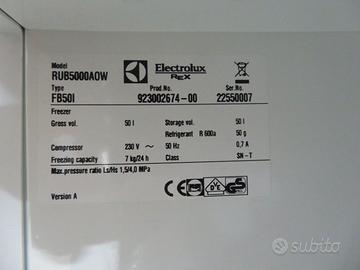 Model
RUB5000AOW
Electrolux
REX
Type Prod.No. Ser.No.
FB50I 923002674-00 22550007
Freezer
Gross vol. 50 l Storage vol. 50 l
Refrigerant R 600a 50 g
Compressor 230 V ~ 50 Hz 0,7 A
Freezing capacity 7 kg/24 h Class SN-T
Max.pressure ratio Ls/Hs 1,5/4,0 MPa
Version A
GS
subito